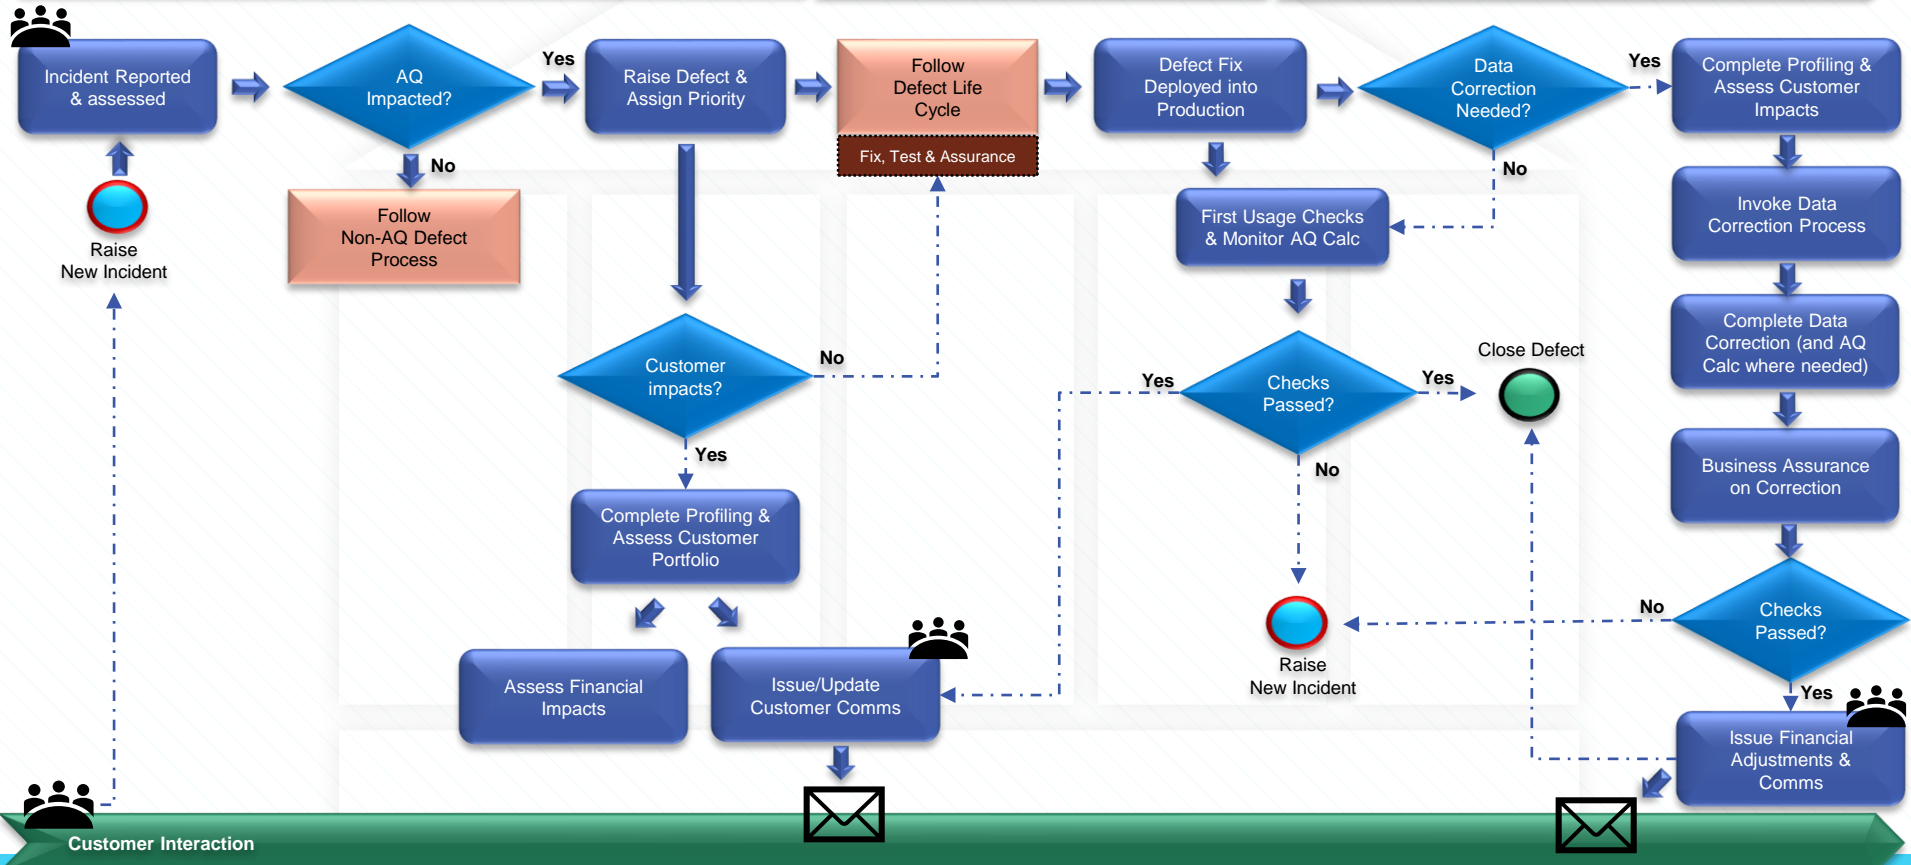 Incident Reported
& assessed
AQ
Impacted?
Yes
Raise Defect &
Assign Priority
Follow
Defect Life
Cycle
Fix, Test & Assurance
Defect Fix
Deployed into
Production
Data
Correction
Needed?
Yes
Complete Profiling &
Assess Customer
Impacts
No
Follow
Non-AQ Defect
Process
Raise
New Incident
No
First Usage Checks
& Monitor AQ Calc
Invoke Data
Correction Process
Customer
impacts?
No
Yes
Checks
Passed?
Yes
Close Defect
Complete Data
Correction (and AQ
Calc where needed)
Yes
No
Business Assurance
on Correction
Complete Profiling &
Assess Customer
Portfolio
Raise
New Incident
No
Checks
Passed?
Assess Financial
Impacts
Issue/Update
Customer Comms
Yes
Issue Financial
Adjustments &
Comms
Customer Interaction